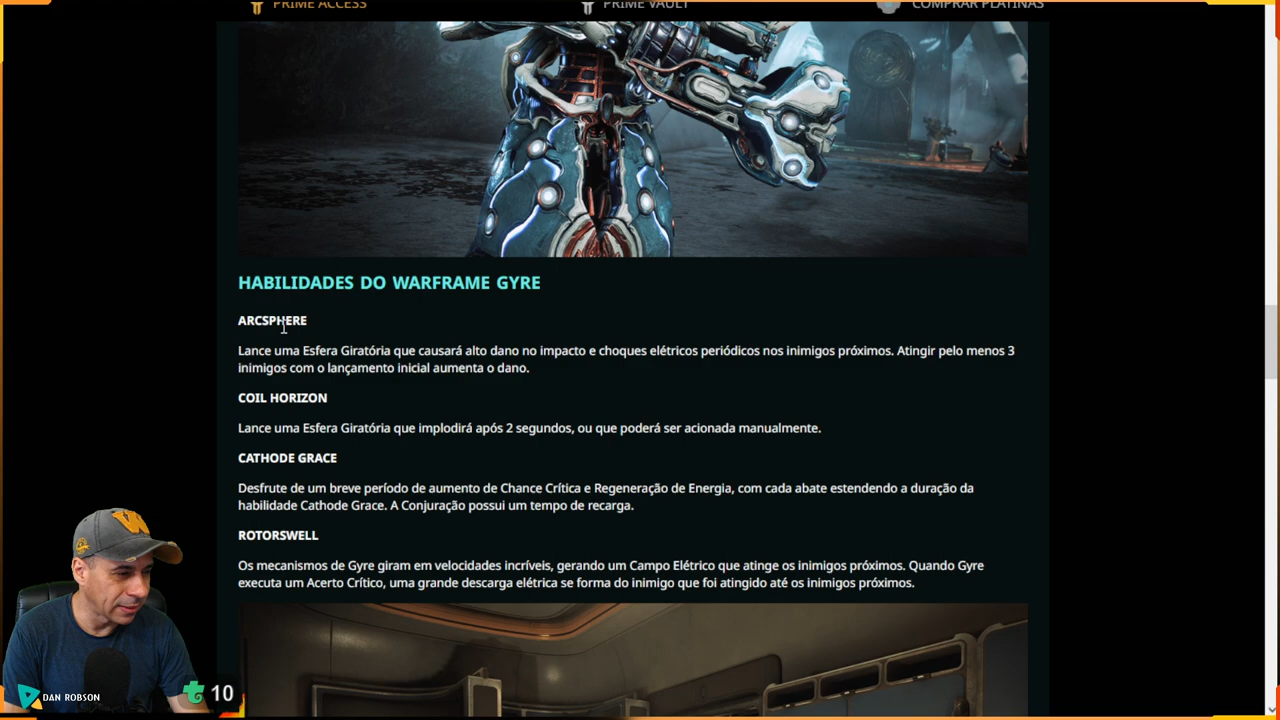 PRIME ACCESS
PRIME VAULT
COMPRAR PLATINAS
HABILIDADES DO WARFRAME GYRE
ARCSPHERE
Lance uma Esfera Giratória que causará alto dano no impacto e choques elétricos periódicos nos inimigos próximos. Atingir pelo menos 3
inimigos com o lançamento inicial aumenta o dano.
COIL HORIZON
Lance uma Esfera Giratória que implodirá após 2 segundos, ou que poderá ser acionada manualmente.
CATHODE GRACE
Desfrute de um breve período de aumento de Chance Crítica e Regeneração de Energia, com cada abate estendendo a duração da
habilidade Cathode Grace. A Conjuração possui um tempo de recarga.
ROTORSWELL
Os mecanismos de Gyre giram em velocidades incríveis, gerando um Campo Elétrico que atinge os inimigos próximos. Quando Gyre
executa um Acerto Crítico, uma grande descarga elétrica se forma do inimigo que foi atingido até os inimigos próximos.
DAN ROBSON
10